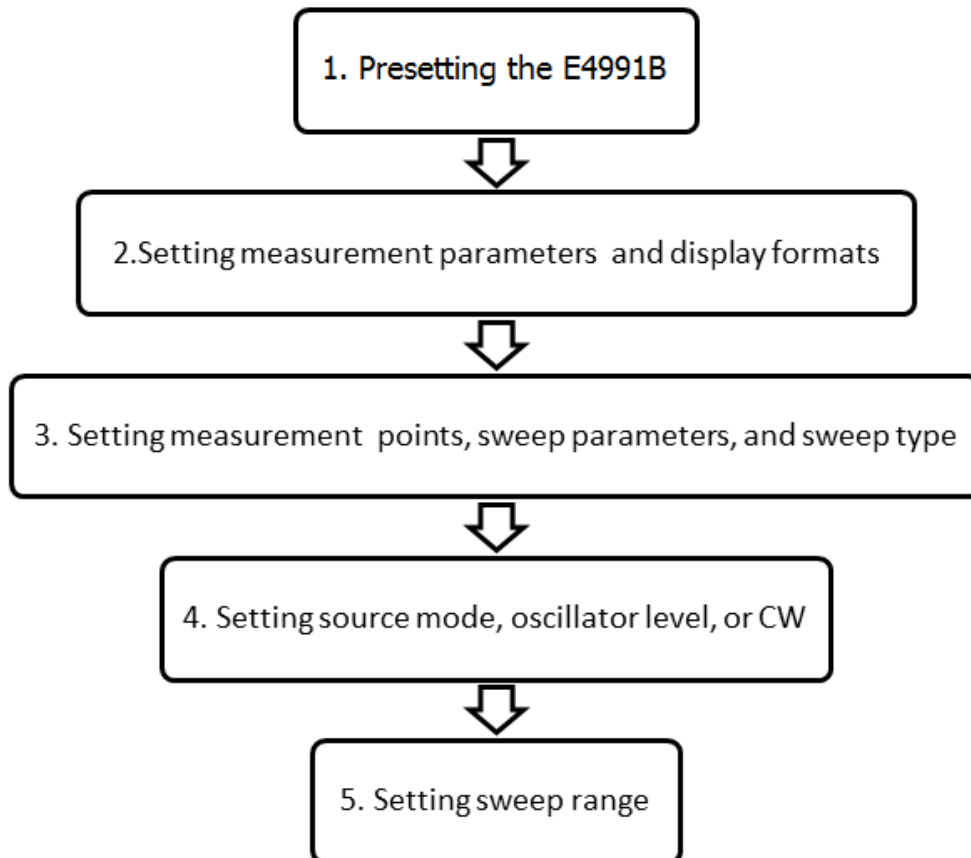 1. Presetting the E4991B
2.Setting measurement parameters and display formats
3. Setting measurement points, sweep parameters, and sweep type
4. Setting source mode, oscillator level, or CW
5. Setting sweep range